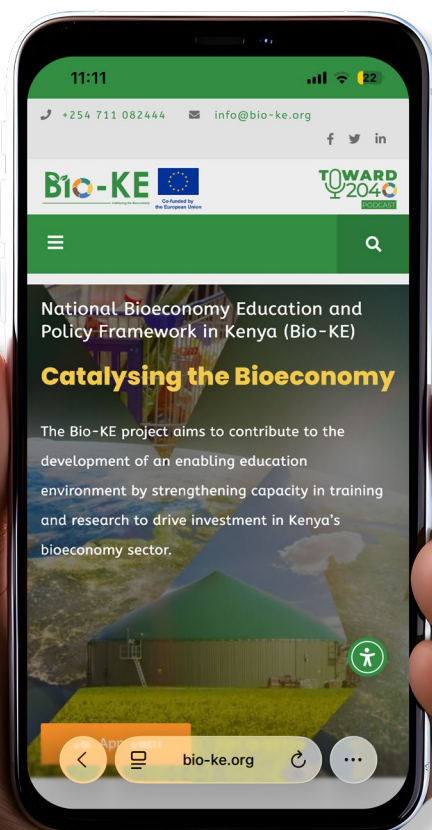 11:11
22
+254 711 082444 info@bio-ke.org
Bio-KE
Co-funded by
the European Union
TOWARD
2040
PODCAST
National Bioeconomy Education and
Policy Framework in Kenya (Bio-KE)
Catalysing the Bioeconomy
The Bio-KE project aims to contribute to the
development of an enabling education
environment by strengthening capacity in training
and research to drive investment in Kenya's
bioeconomy sector.
bio-ke.org